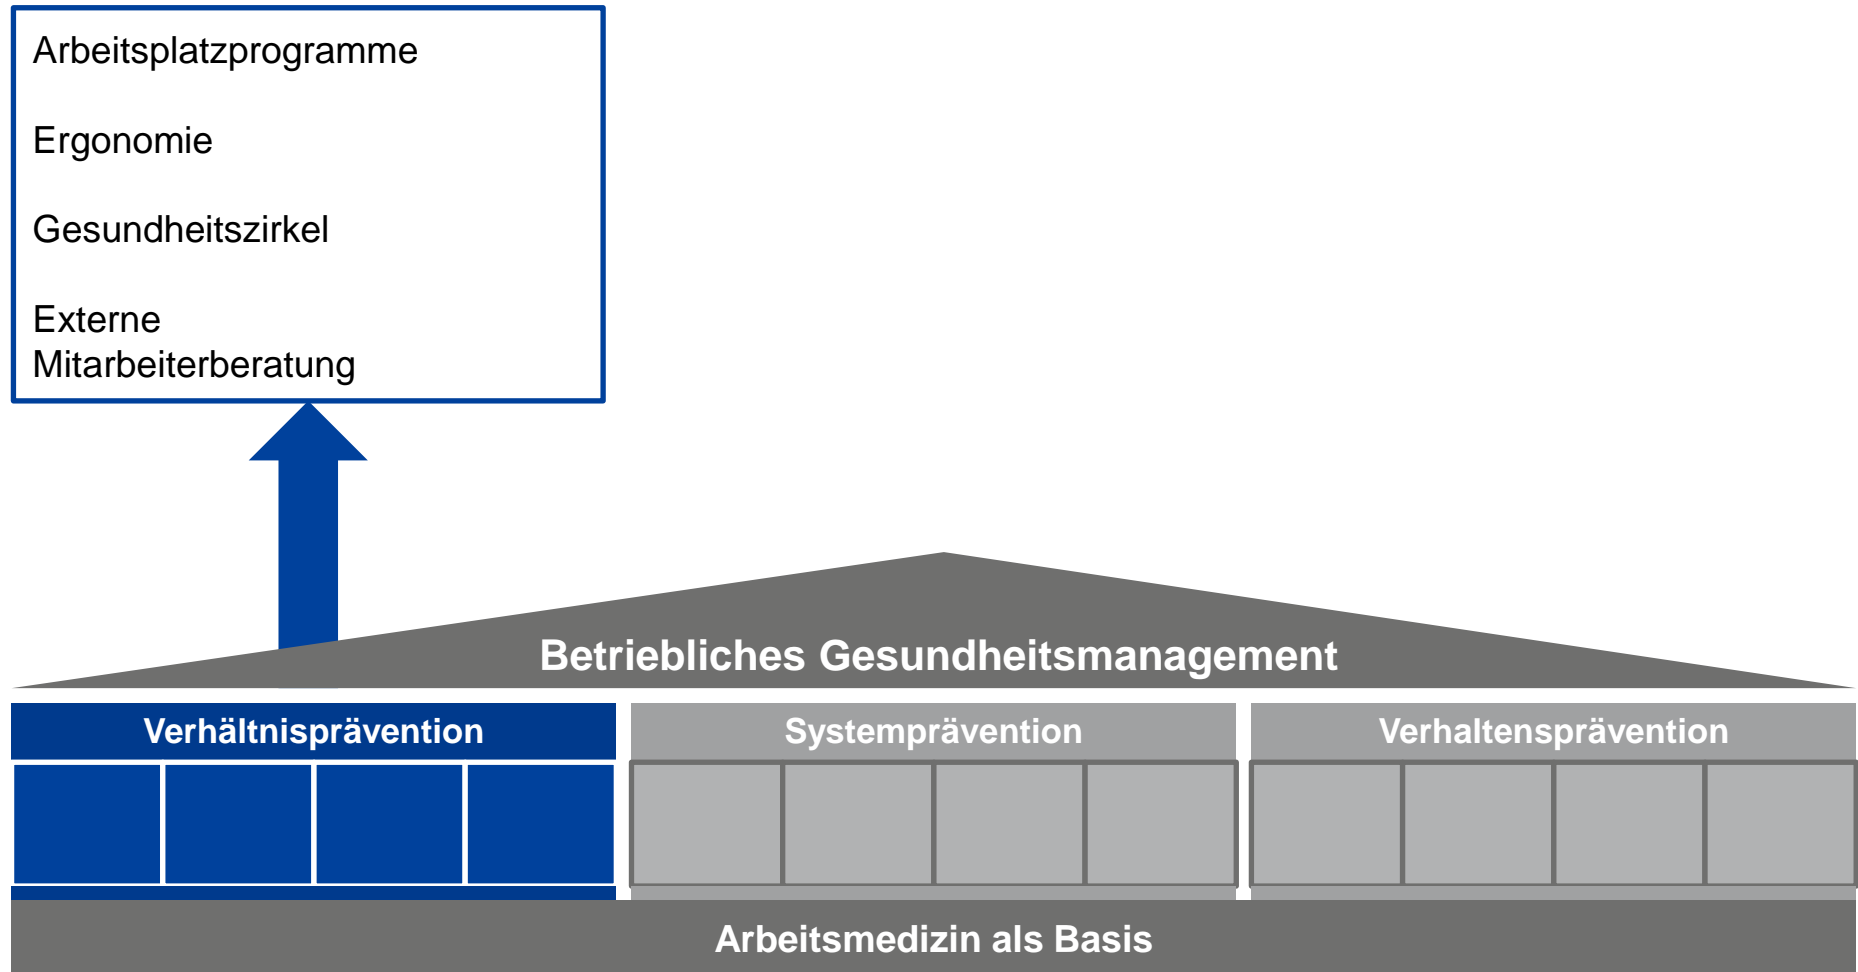 Arbeitsplatzprogramme
Ergonomie
Gesundheitszirkel
Externe
Mitarbeiterberatung
Betriebliches Gesundheitsmanagement
Verhältnisprävention
Systemprävention
Verhaltensprävention
Arbeitsmedizin als Basis